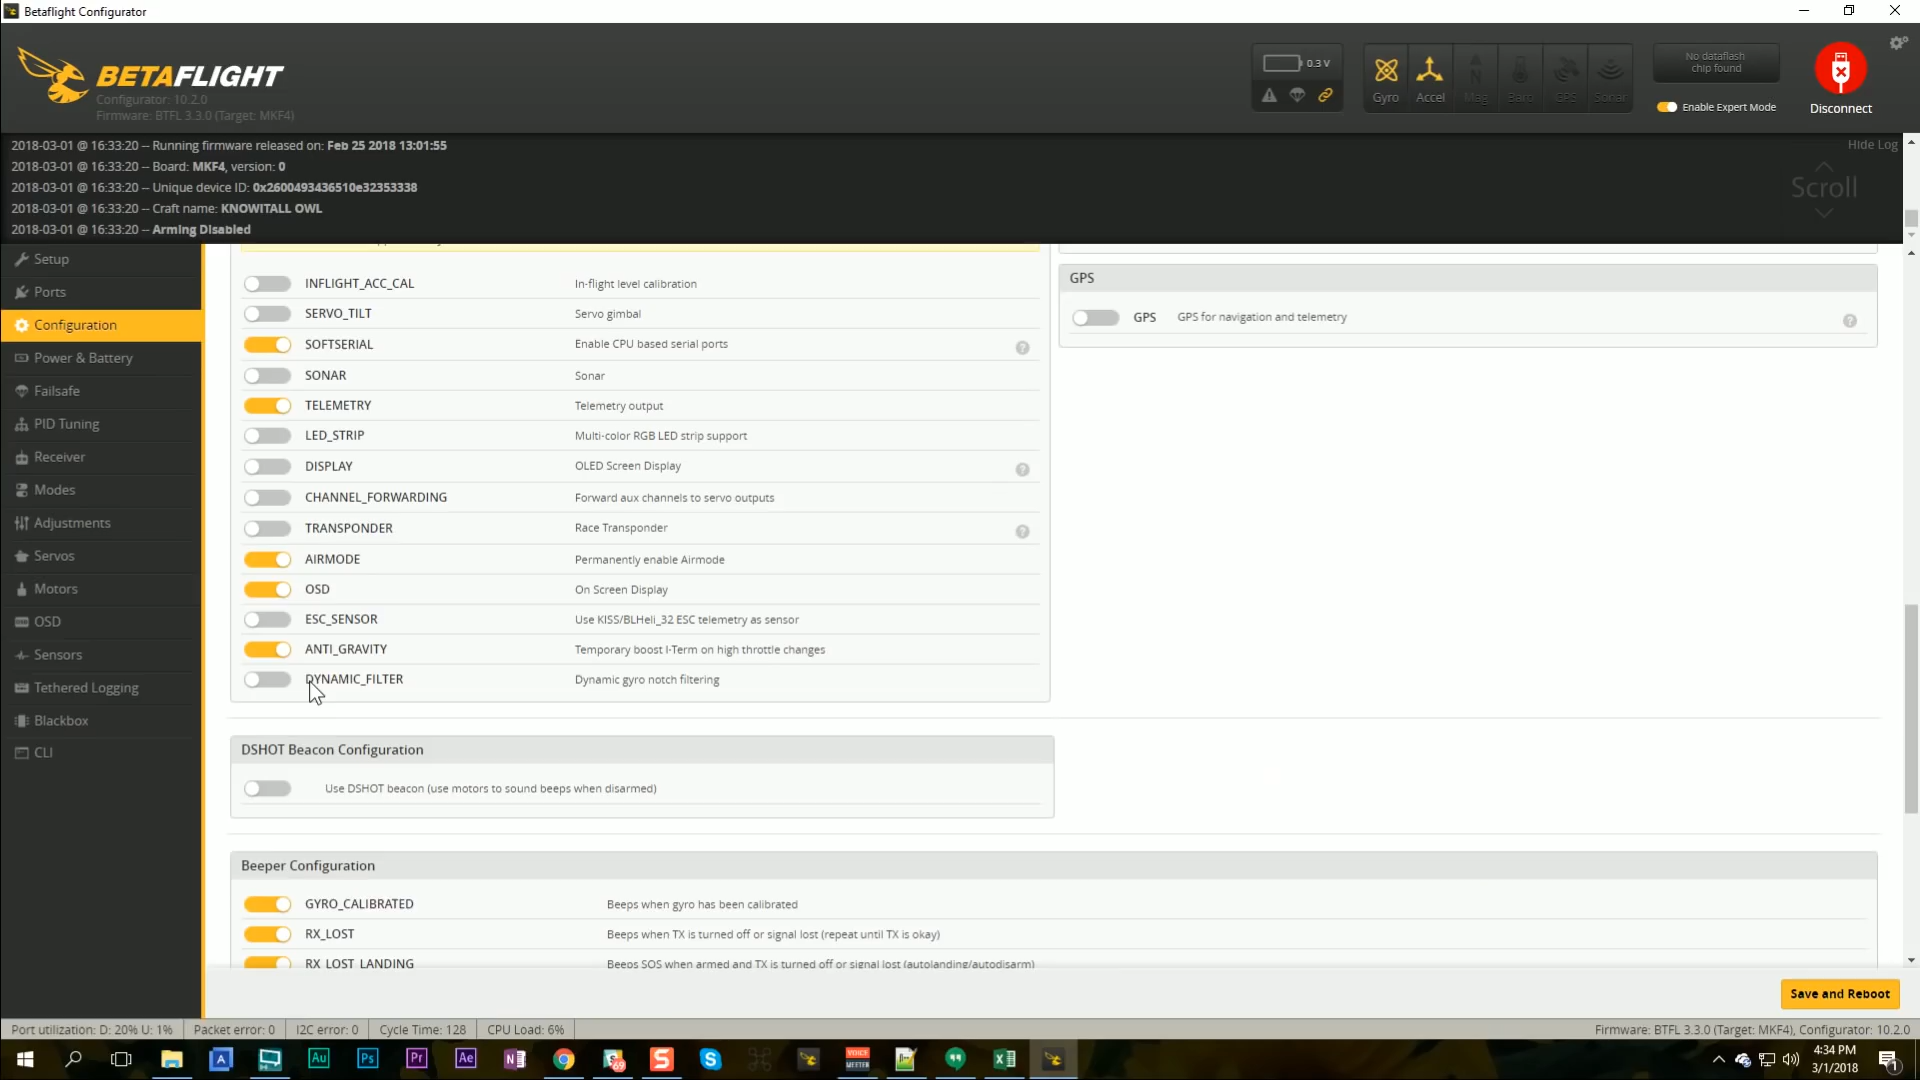 Betaflight Configurator
BETAFLIGHT
Configurator: 10.2.0
Firmware: BTFL 3.3.0 (Target: MKF4)
0.3 V
Gyro
Accel
Mag
Baro
GPS
Sonar
No dataflash
chip found
Enable Expert Mode
Disconnect
2018-03-01 @ 16:33:20 -- Running firmware released on: Feb 25 2018 13:01:55
2018-03-01 @ 16:33:20 -- Board: MKF4, version: 0
2018-03-01 @ 16:33:20 -- Unique device ID: 0x2600493436510e32353338
2018-03-01 @ 16:33:20 -- Craft name: KNOWITALL OWL
2018-03-01 @ 16:33:20 -- Arming Disabled
Hide Log
Scroll
Setup
Ports
Configuration
Power & Battery
Failsafe
PID Tuning
Receiver
Modes
Adjustments
Servos
Motors
OSD
Sensors
Tethered Logging
Blackbox
CLI
INFLIGHT_ACC_CAL In-flight level calibration
SERVO_TILT Servo gimbal
SOFTSERIAL Enable CPU based serial ports ?
SONAR Sonar
TELEMETRY Telemetry output
LED_STRIP Multi-color RGB LED strip support
DISPLAY OLED Screen Display ?
CHANNEL_FORWARDING Forward aux channels to servo outputs
TRANSPONDER Race Transponder ?
AIRMODE Permanently enable Airmode
OSD On Screen Display
ESC_SENSOR Use KISS/BLHeli_32 ESC telemetry as sensor
ANTI_GRAVITY Temporary boost I-Term on high throttle changes
DYNAMIC_FILTER Dynamic gyro notch filtering
GPS
GPS GPS for navigation and telemetry ?
DSHOT Beacon Configuration
Use DSHOT beacon (use motors to sound beeps when disarmed)
Beeper Configuration
GYRO_CALIBRATED Beeps when gyro has been calibrated
RX_LOST Beeps when TX is turned off or signal lost (repeat until TX is okay)
RX_LOST_LANDING Beeps SOS when armed and TX is turned off or signal lost (autolanding/autodisarm)
Save and Reboot
Port utilization: D: 20% U: 1% Packet error: 0 I2C error: 0 Cycle Time: 128 CPU Load: 6% Firmware: BTFL 3.3.0 (Target: MKF4), Configurator: 10.2.0
A
Au
Ps
Pr
Ae
N
69
S
S
VOICE
MEETER
X
4:34 PM
3/1/2018
1